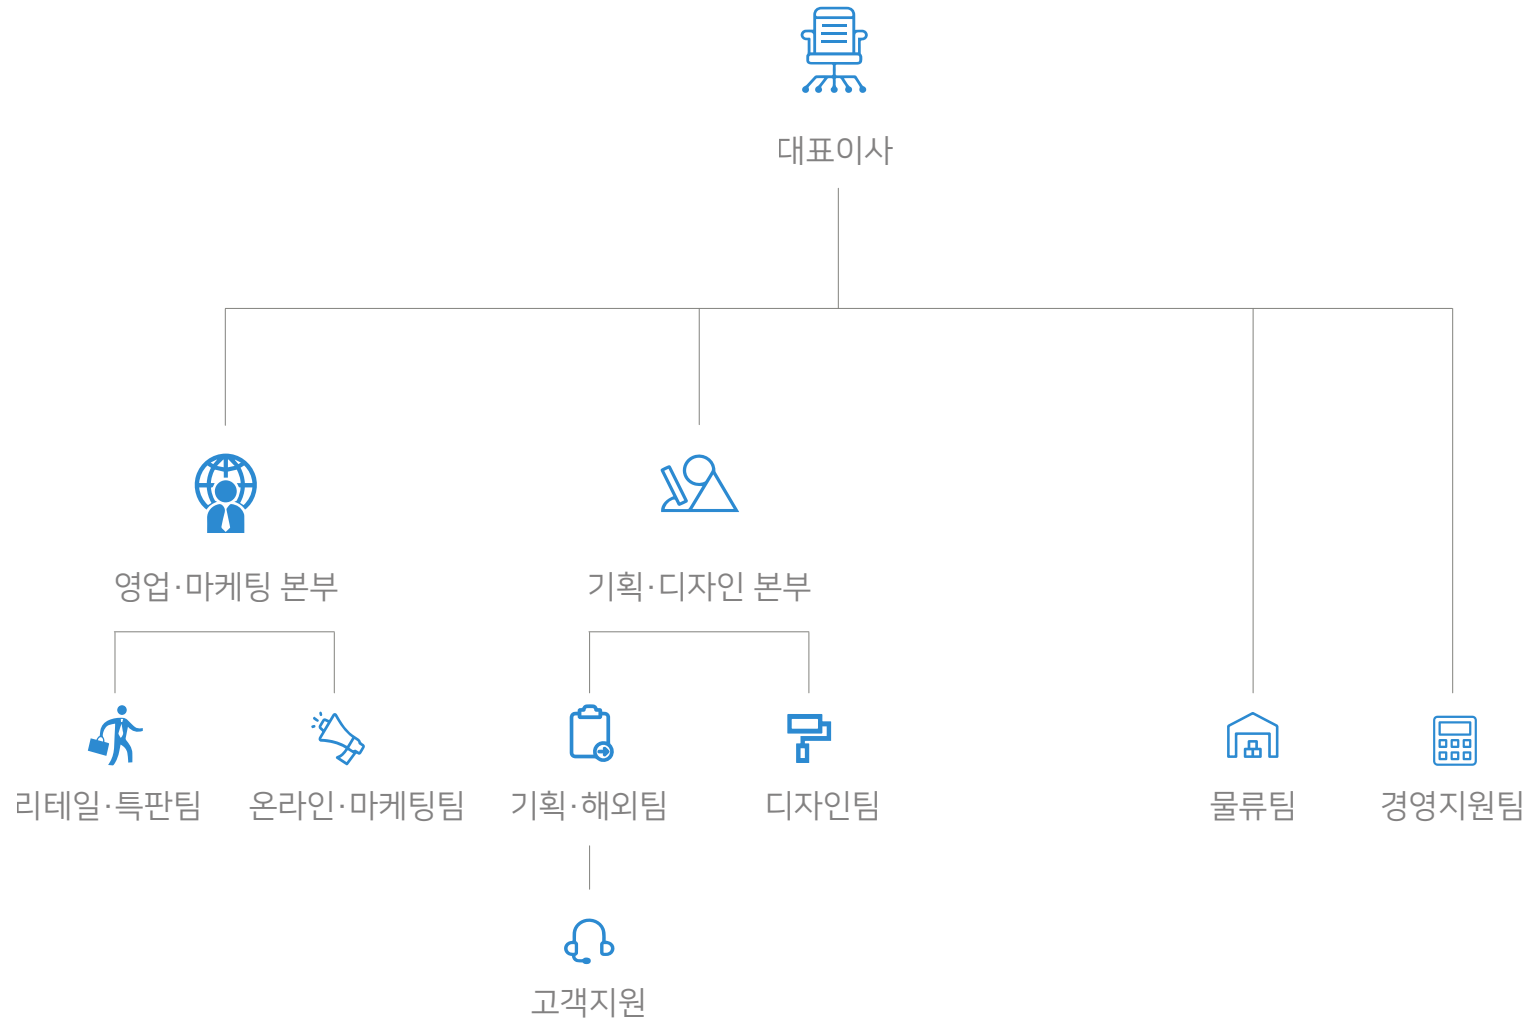 대표이사
영업·마케팅 본부
기획·디자인 본부
리테일·특판팀
온라인·마케팅팀
기획·해외팀
디자인팀
물류팀
경영지원팀
고객지원